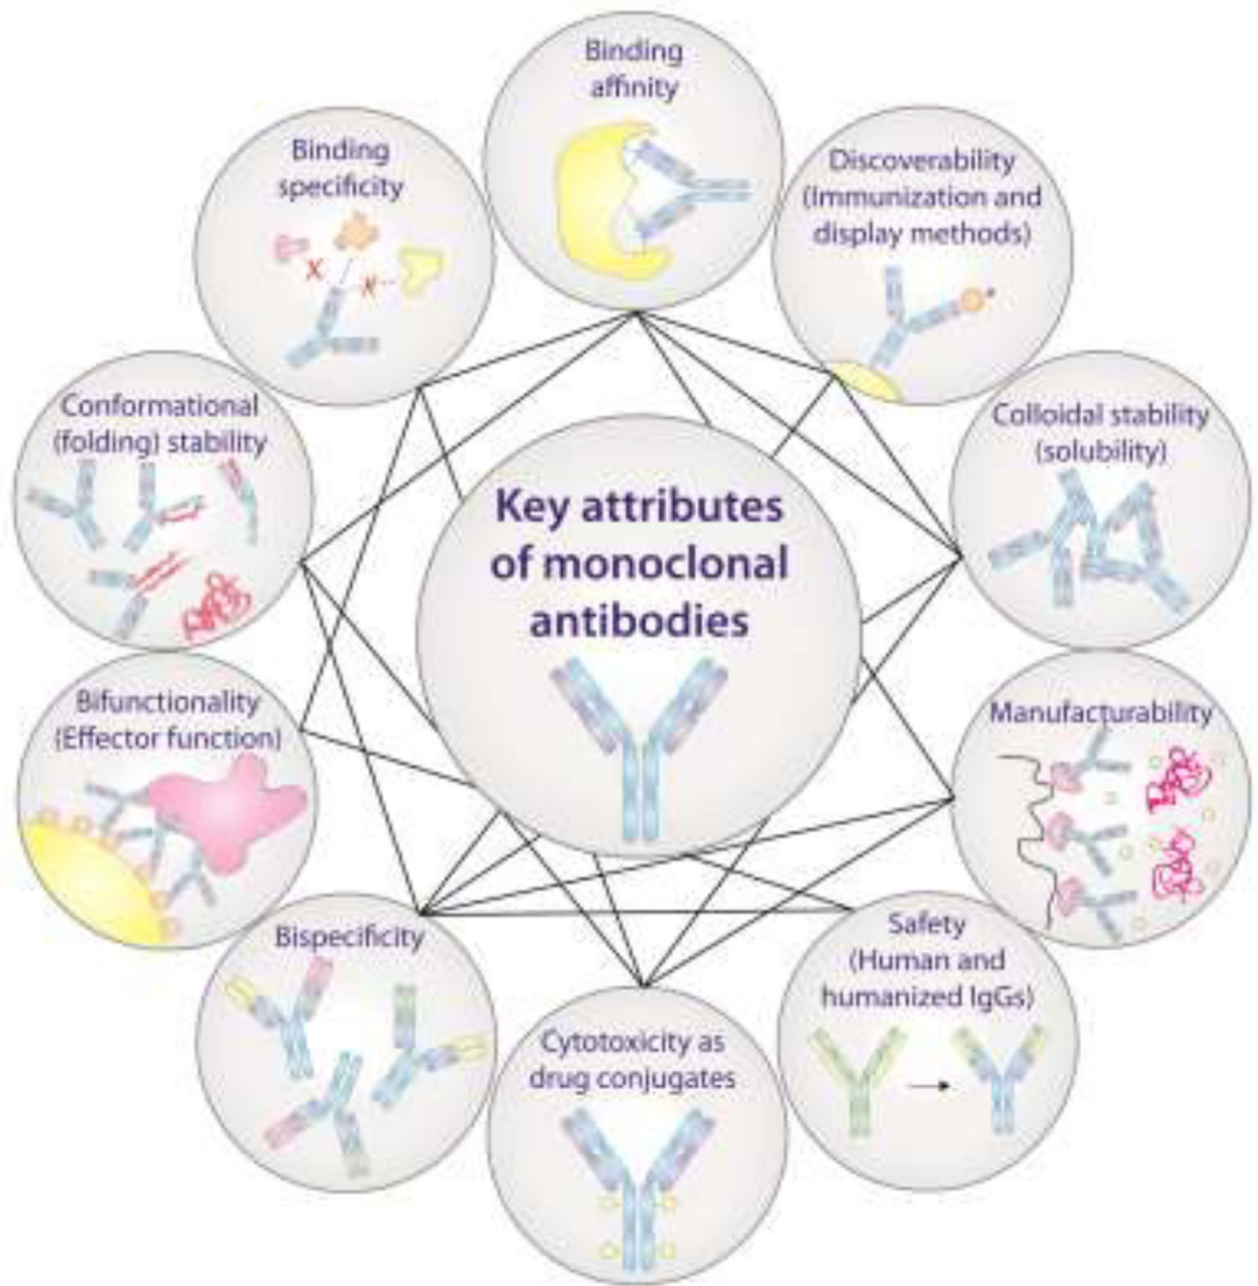 Binding
affinity
Discoverability
(Immunization and
display methods)
Colloidal stability
(solubility)
Manufacturability
Safety
(Human and
humanized IgGs)
Cytotoxicity as
drug conjugates
Bispecificity
Bifunctionality
(Effector function)
Conformational
(folding) stability
Binding
specificity
Key attributes
of monoclonal
antibodies